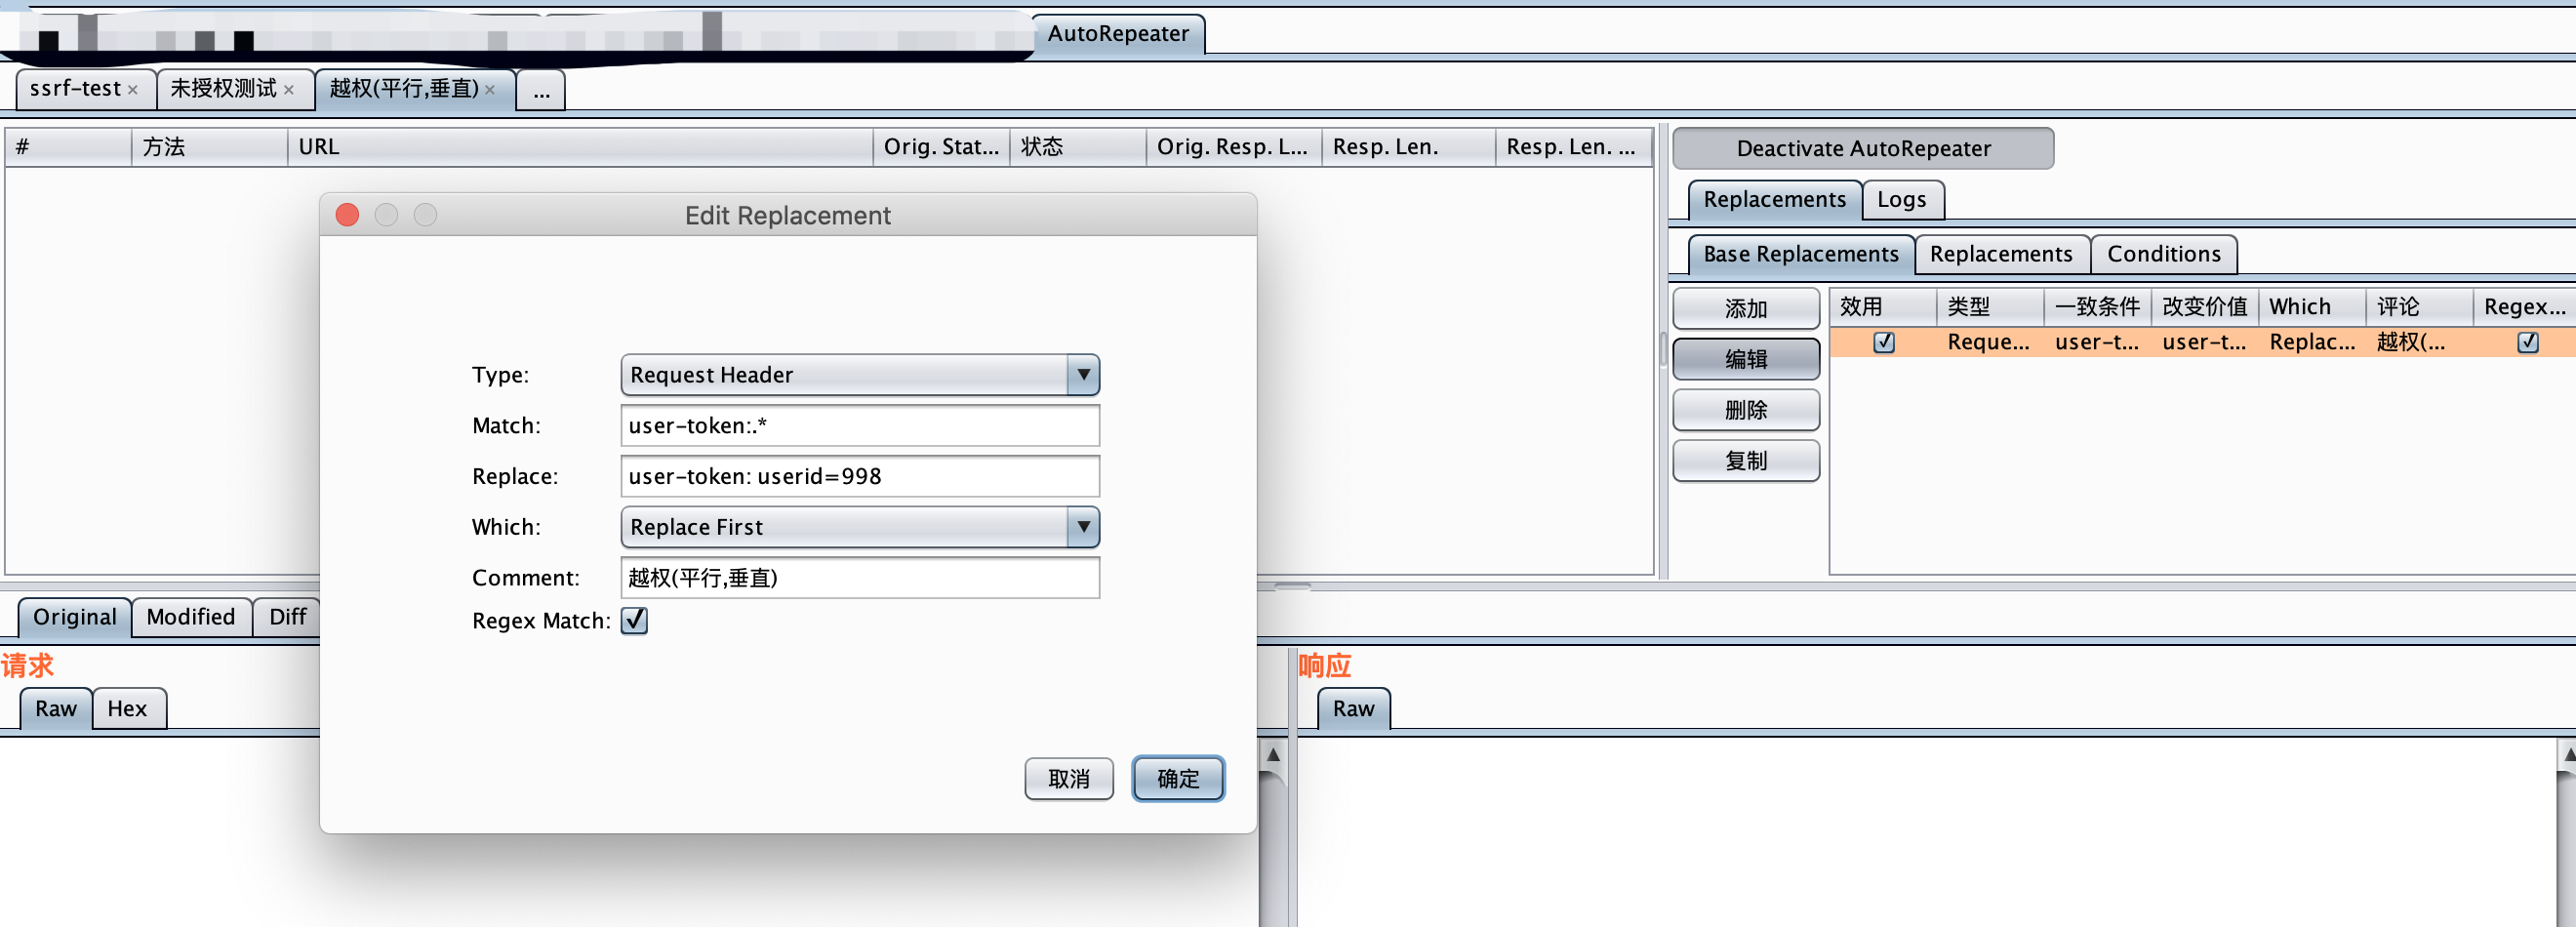 AutoRepeater
ssrf-test × 未授权测试 × 越权(平行,垂直) × ...
# 方法 URL Orig. Stat... 状态 Orig. Resp. L... Resp. Len. Resp. Len. ...
Deactivate AutoRepeater
Replacements Logs
Base Replacements Replacements Conditions
添加
编辑
删除
复制
效用 类型 一致条件 改变价值 Which 评论 Regex...
Reque... user-t... user-t... Replac... 越权(...
Edit Replacement
Type: Request Header
Match: user-token:.*
Replace: user-token: userid=998
Which: Replace First
Comment: 越权(平行,垂直)
Regex Match:
取消 确定
Original Modified Diff
请求
Raw Hex
响应
Raw